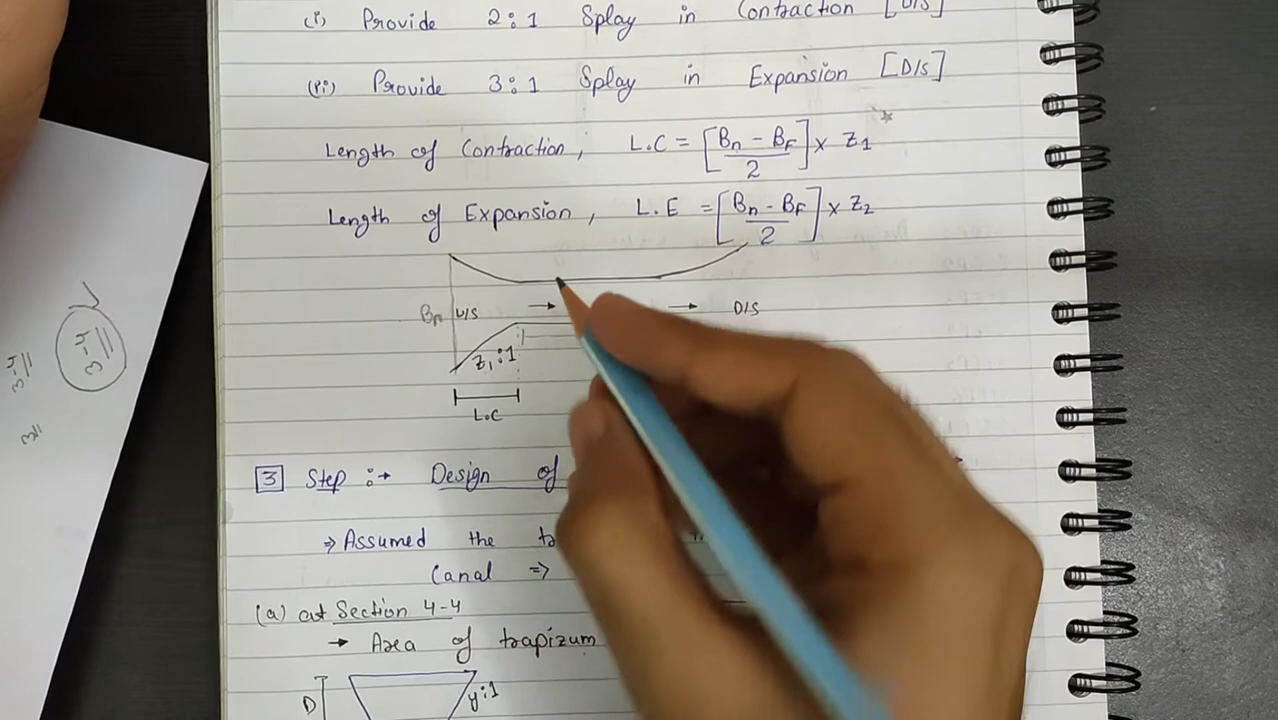 (i) Provide 2:1 Splay in Contraction [D/S]
(ii) Provide 3:1 Splay in Expansion [D/S]
Length of Contraction, L.C = [Bn - BF / 2] x Z1
Length of Expansion, L.E = [Bn - BF / 2] x Z2
Bn U/S D/S
Z1:1
L.C
3 Step :→ Design of
⇒ Assumed the
Canal ⇒
(a) at Section 4-4
→ Area of trapizum
D y:1